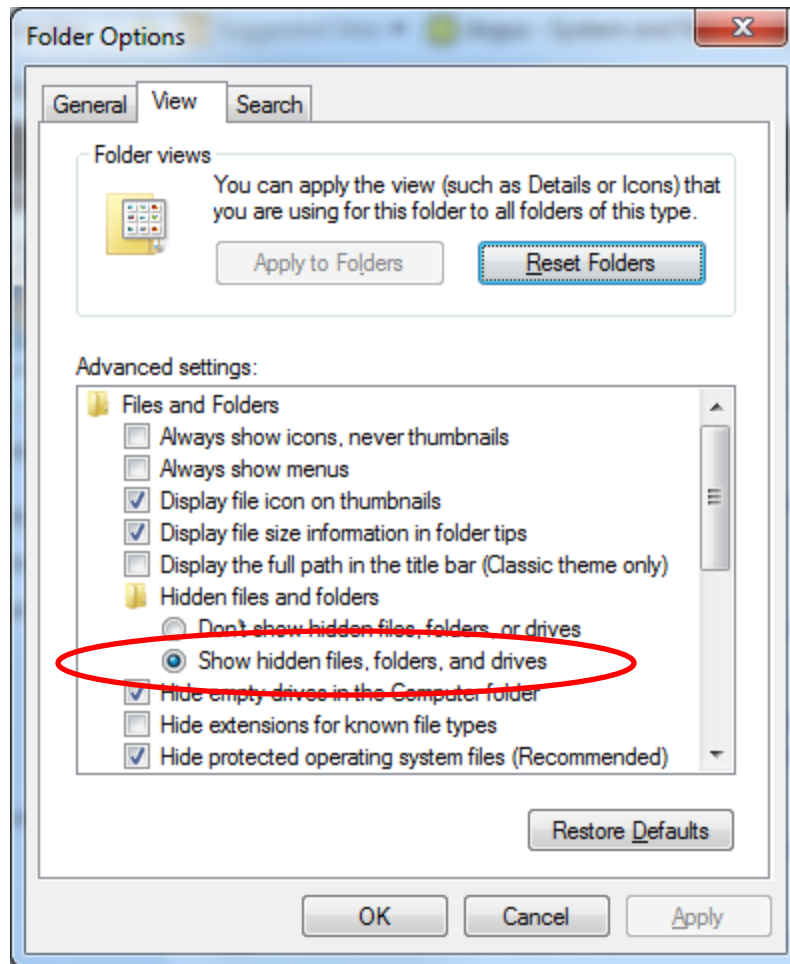 Folder Options
General View Search
Folder views
You can apply the view (such as Details or Icons) that
you are using for this folder to all folders of this type.
Apply to Folders Reset Folders
Advanced settings:
Files and Folders
Always show icons, never thumbnails
Always show menus
Display file icon on thumbnails
Display file size information in folder tips
Display the full path in the title bar (Classic theme only)
Hidden files and folders
Don't show hidden files, folders, or drives
Show hidden files, folders, and drives
Hide empty drives in the Computer folder
Hide extensions for known file types
Hide protected operating system files (Recommended)
Restore Defaults
OK Cancel Apply